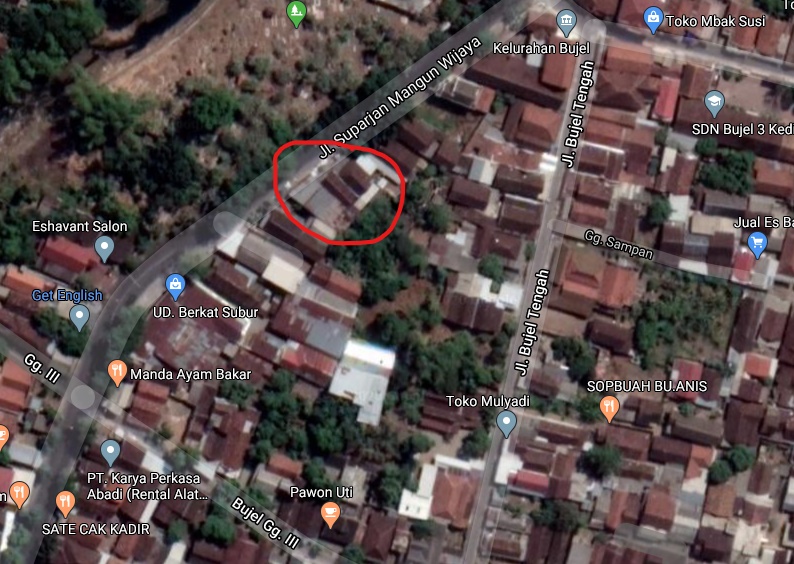 Toko Mbak Susi
Kelurahan Bujel
Jl. Suparjan Mangun Wijaya
Jl. Bujel Tengah
SDN Bujel 3 Kedi
Eshavant Salon
Jual Es Ba
Gg. Sampan
Get English
UD. Berkat Subur
Jl. Bujel Tengah
Gg. III
Manda Ayam Bakar
SOPBUAH BU.ANIS
Toko Mulyadi
PT. Karya Perkasa
Abadi (Rental Alat...
Pawon Uti
SATE CAK KADIR
Bujel Gg. III